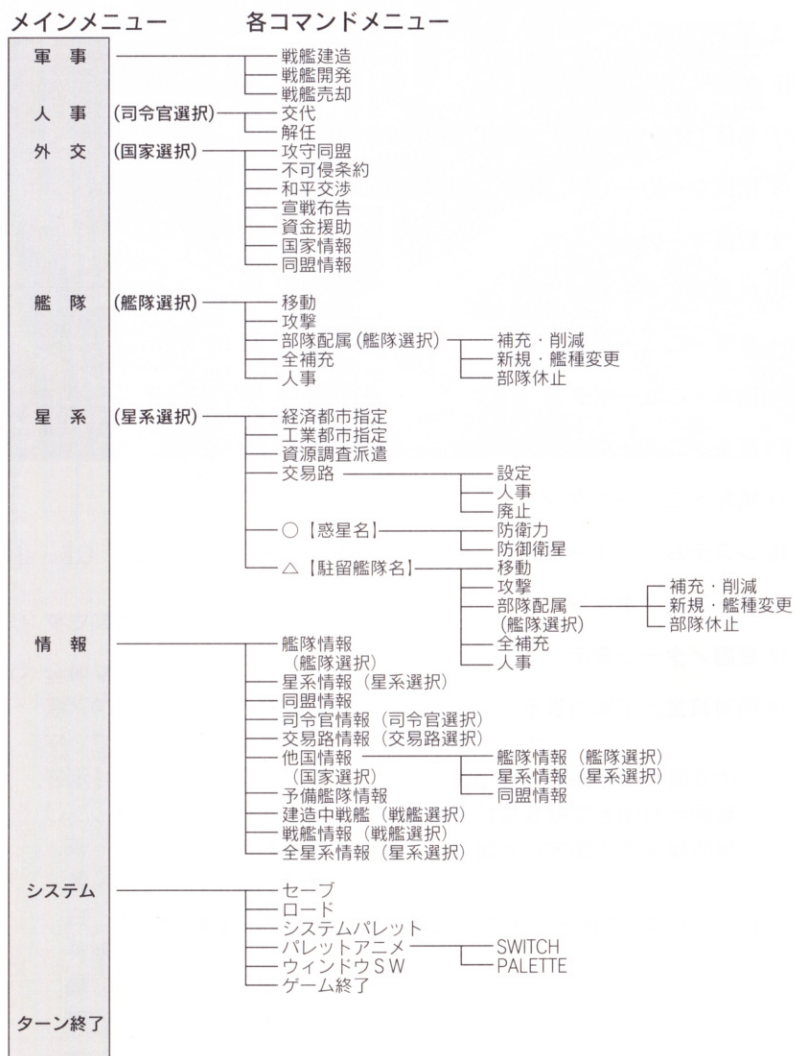 メインメニュー 各コマンドメニュー
軍 事 戦艦建造
戦艦開発
戦艦売却
人 事 (司令官選択) 交代
解任
外 交 (国家選択) 攻守同盟
不可侵条約
和平交渉
宣戦布告
資金援助
国家情報
同盟情報
艦 隊 (艦隊選択) 移動
攻撃
部隊配属(艦隊選択) 補充・削減
全補充 新規・艦種変更
人事 部隊休止
星 系 (星系選択) 経済都市指定
工業都市指定
資源調査派遣
交易路 設定
人事
廃止
○【惑星名】 防衛力
防御衛星
△【駐留艦隊名】 移動
攻撃 補充・削減
部隊配属 新規・艦種変更
(艦隊選択) 部隊休止
全補充
人事
情 報 艦隊情報
(艦隊選択)
星系情報(星系選択)
同盟情報
司令官情報(司令官選択)
交易路情報(交易路選択)
他国情報 艦隊情報(艦隊選択)
(国家選択) 星系情報(星系選択)
予備艦隊情報 同盟情報
建造中戦艦(戦艦選択)
戦艦情報(戦艦選択)
全星系情報(星系選択)
システム セーブ
ロード
システムパレット
パレットアニメ SWITCH
ウィンドウSW PALETTE
ゲーム終了
ターン終了